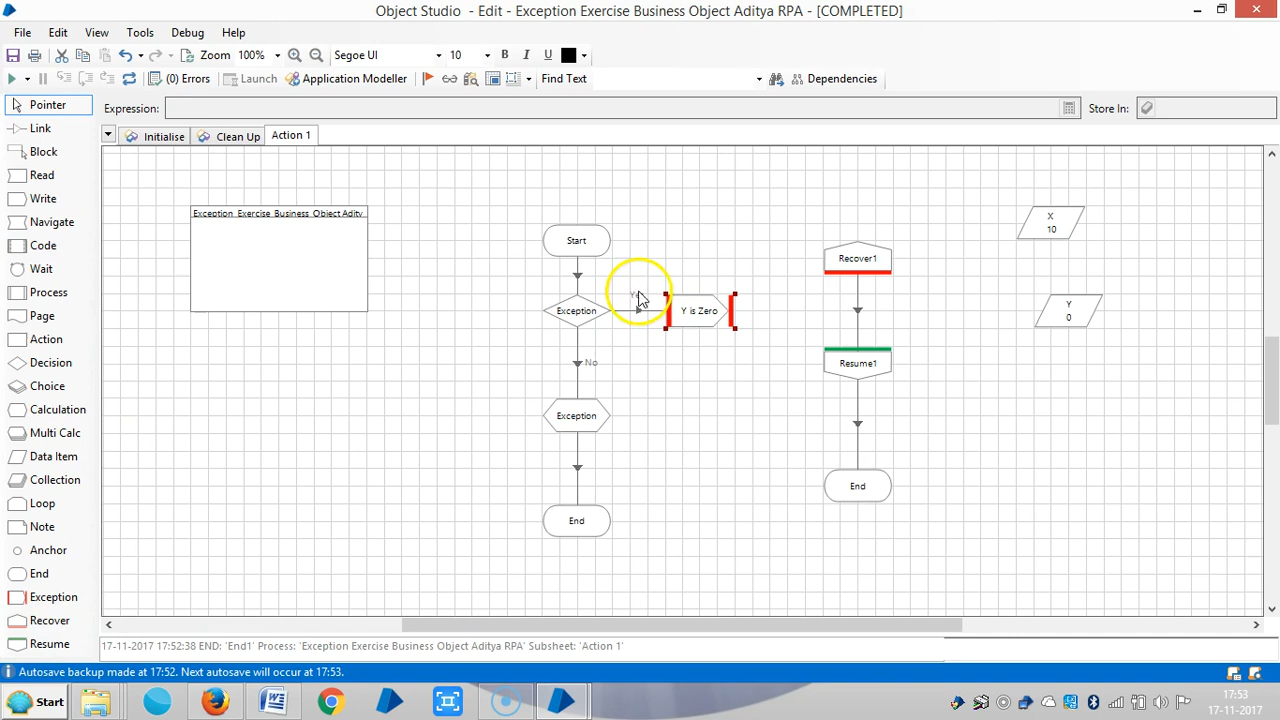 Object Studio - Edit - Exception Exercise Business Object Aditya RPA - [COMPLETED]
File Edit View Tools Debug Help
Zoom 100% Segoe UI 10 B I U
(0) Errors Launch Application Modeller Find Text Dependencies
Pointer Expression: Store In:
Link
Initialise Clean Up Action 1
Block
Read
Write
Navigate
Code
Wait
Process
Page
Action
Decision
Choice
Calculation
Multi Calc
Data Item
Collection
Loop
Note
Anchor
End
Exception
Recover
Resume
Exception Exercise Business Object Adity
Start
Exception
Y is Zero
No
Exception
End
Recover1
Resume1
End
X
10
Y
0
17-11-2017 17:52:38 END: 'End1' Process: 'Exception Exercise Business Object Aditya RPA' Subsheet: 'Action 1'
Autosave backup made at 17:52. Next autosave will occur at 17:53.
Start
17:53
17-11-2017